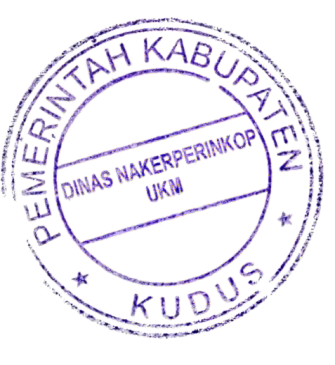 PEMERINTAH KABUPATEN
DINAS NAKERPERINKOP
UKM
* KUDUS *